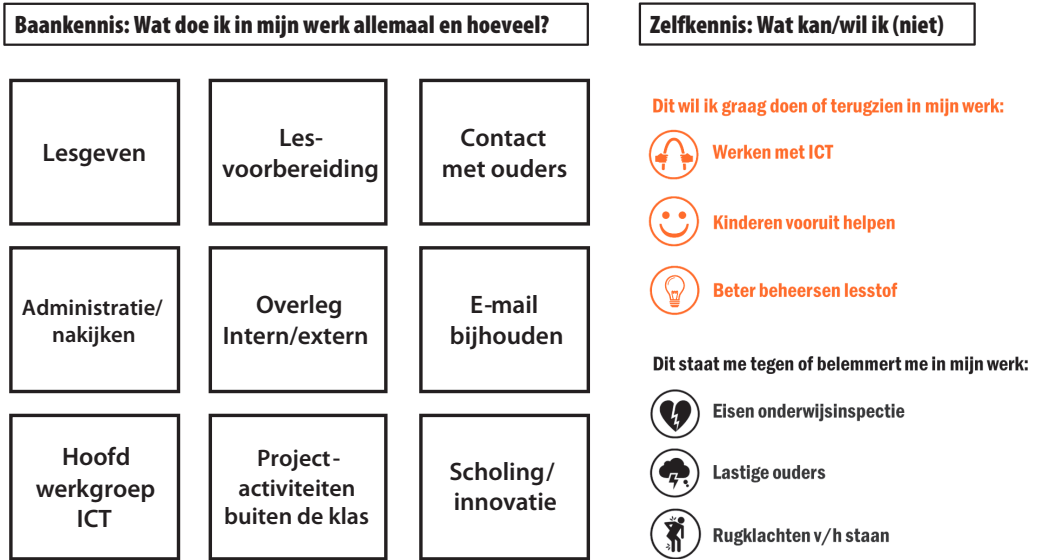 Baankennis: Wat doe ik in mijn werk allemaal en hoeveel?
Lesgeven
Les-
voorbereiding
Contact
met ouders
Administratie/
nakijken
Overleg
Intern/extern
E-mail
bijhouden
Hoofd
werkgroep
ICT
Project-
activiteiten
buiten de klas
Scholing/
innovatie
Zelfkennis: Wat kan/wil ik (niet)
Dit wil ik graag doen of terugzien in mijn werk:
Werken met ICT
Kinderen vooruit helpen
Beter beheersen lesstof
Dit staat me tegen of belemmert me in mijn werk:
Eisen onderwijsinspectie
Lastige ouders
Rugklachten v/h staan